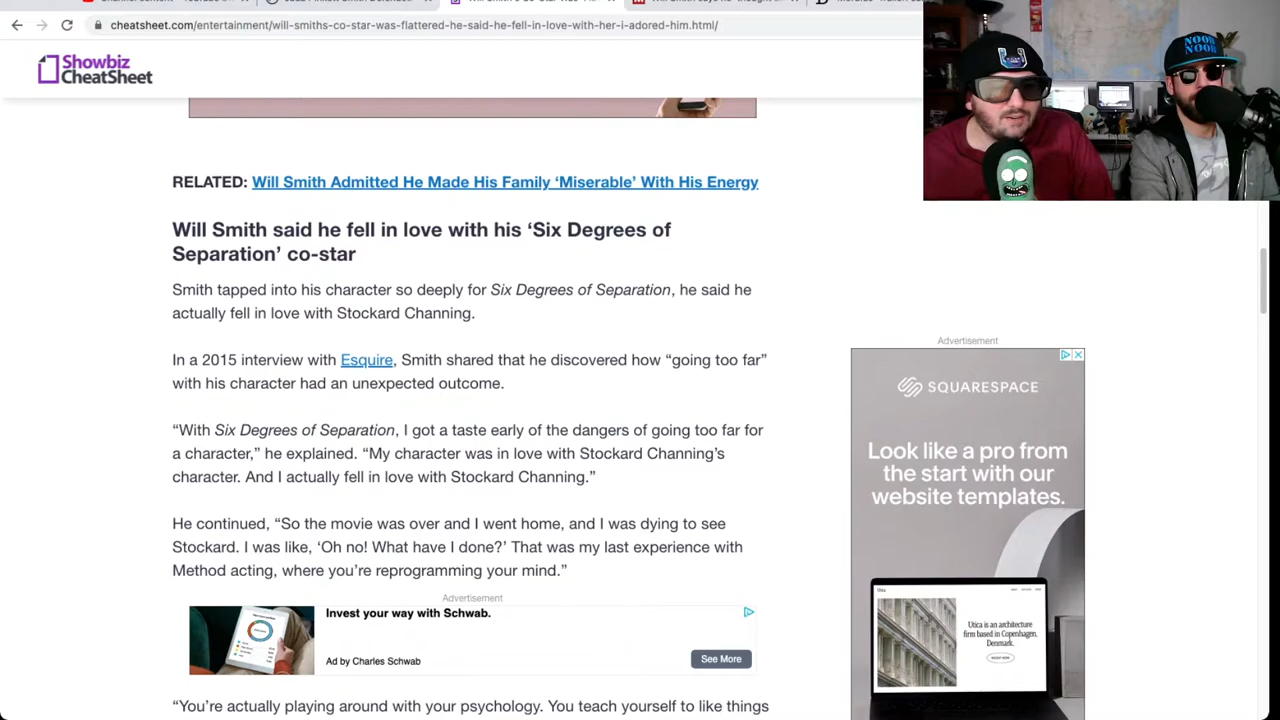 cheatsheet.com/entertainment/will-smiths-co-star-was-flattered-he-said-he-fell-in-love-with-her-i-adored-him.html/
Showbiz
CheatSheet
NOOB
NOOB
U
RELATED: Will Smith Admitted He Made His Family ‘Miserable’ With His Energy
Will Smith said he fell in love with his ‘Six Degrees of
Separation’ co-star
Smith tapped into his character so deeply for Six Degrees of Separation, he said he
actually fell in love with Stockard Channing.
In a 2015 interview with Esquire, Smith shared that he discovered how “going too far”
with his character had an unexpected outcome.
“With Six Degrees of Separation, I got a taste early of the dangers of going too far for
a character,” he explained. “My character was in love with Stockard Channing’s
character. And I actually fell in love with Stockard Channing.”
He continued, “So the movie was over and I went home, and I was dying to see
Stockard. I was like, ‘Oh no! What have I done?’ That was my last experience with
Method acting, where you’re reprogramming your mind.”
Advertisement
Invest your way with Schwab.
Ad by Charles Schwab
See More
“You’re actually playing around with your psychology. You teach yourself to like things
Advertisement
SQUARESPACE
Look like a pro from
the start with our
website templates.
Utica is an architecture
firm based in Copenhagen,
Denmark.